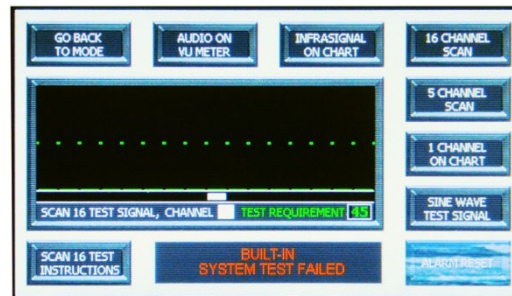 GO BACK
TO MODE
AUDIO ON
VU METER
INFRASIGNAL
ON CHART
16 CHANNEL
SCAN
5 CHANNEL
SCAN
1 CHANNEL
ON CHART
SCAN 16 TEST SIGNAL, CHANNEL TEST REQUIREMENT 45
SINE WAVE
TEST SIGNAL
SCAN 16 TEST
INSTRUCTIONS
BUILT-IN
SYSTEM TEST FAILED
ALARM RESET